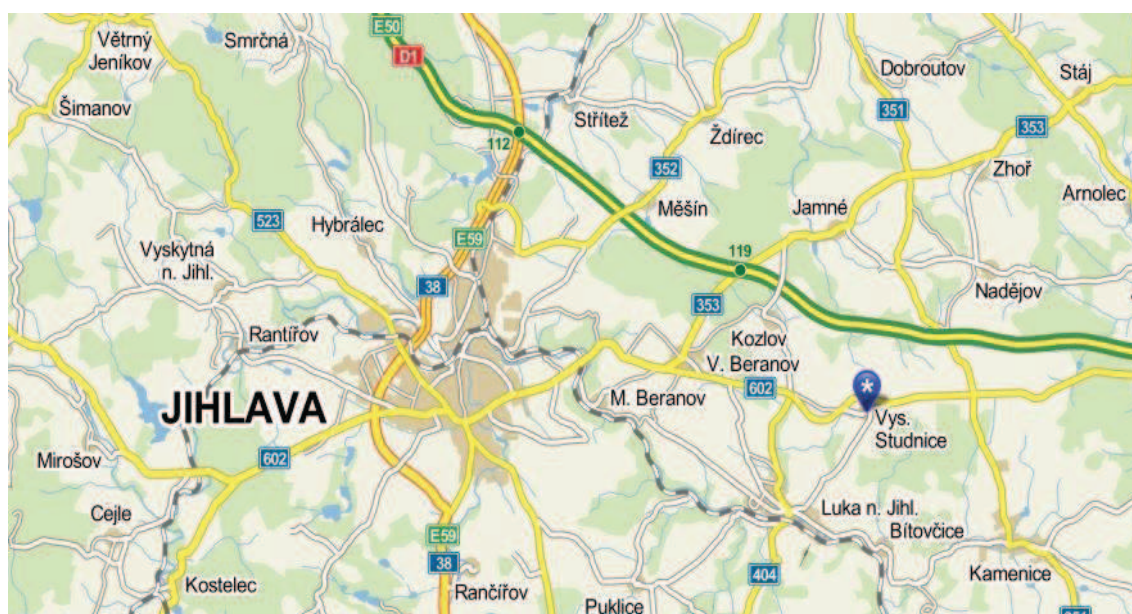 Větrný
Jeníkov
Smrčná
E50
D1
Dobroutov
Stáj
Šimanov
Střítež
351
112
Ždírec
353
Zhoř
352
Arnolec
523
Hybrálec
Měšín
Jamné
E59
Vyskytná
n. Jihl.
119
38
353
Nadějov
Rantířov
Kozlov
V. Beranov
JIHLAVA
602
M. Beranov
*
Vys.
Studnice
Mirošov
602
Cejle
Luka n. Jihl.
Bítovčice
E59
38
404
Kostelec
Rančířov
Kamenice
Puklice